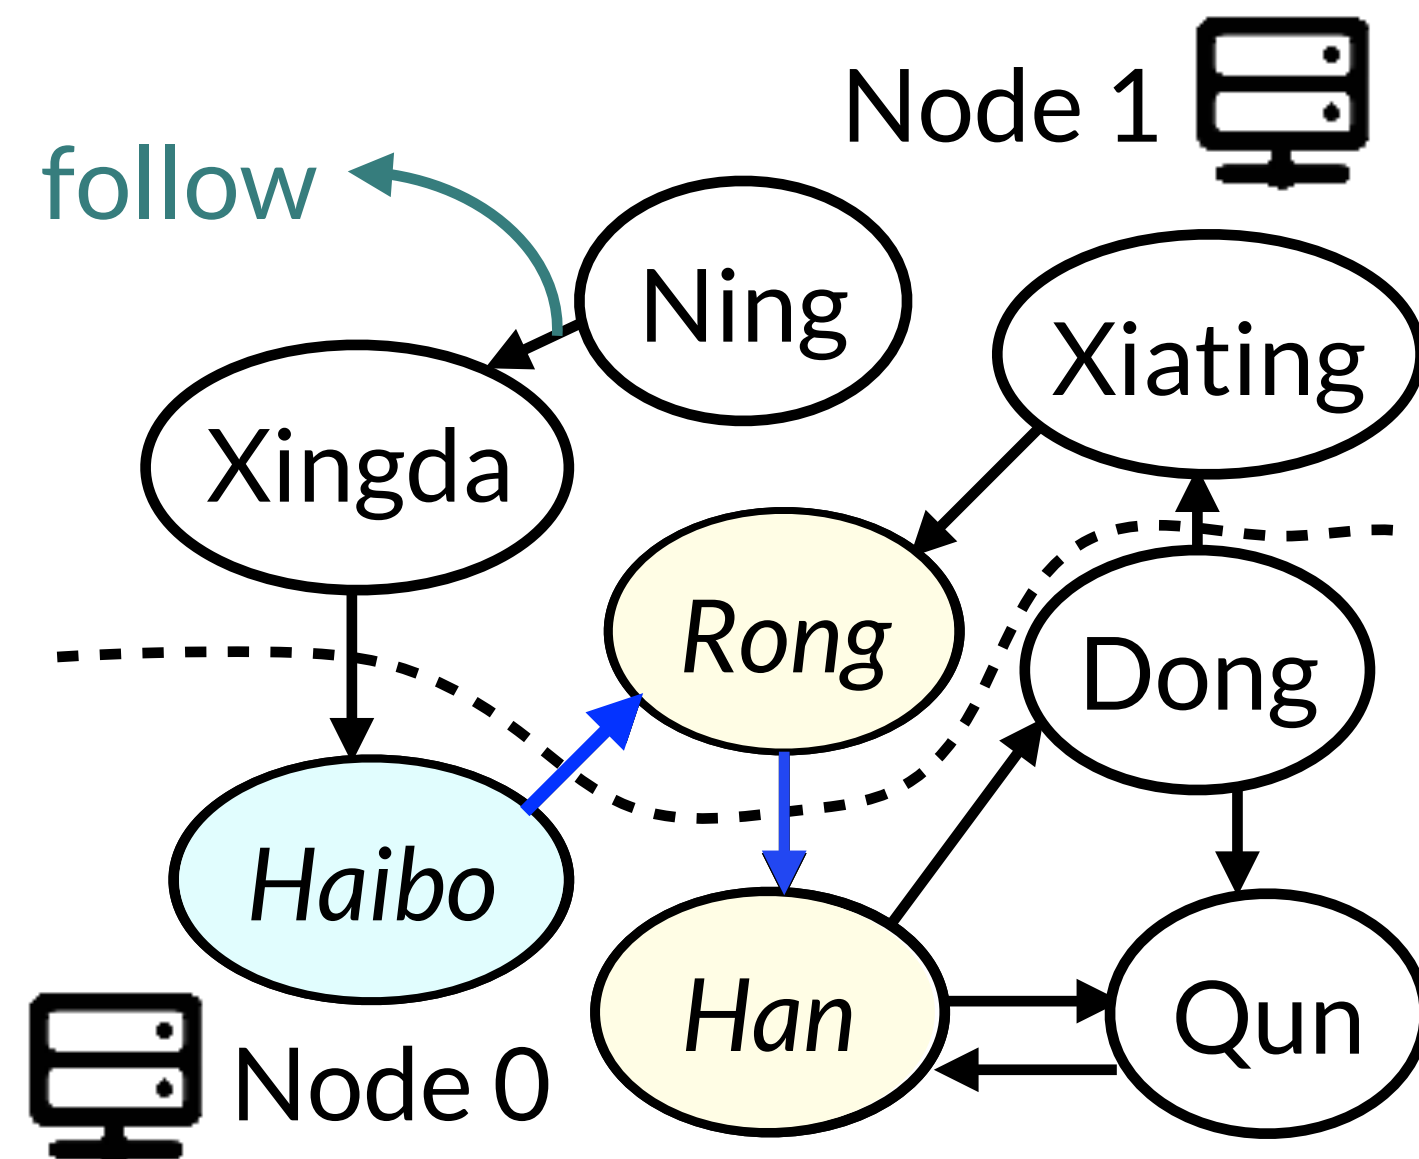 Node 1
follow
Ning
Xiating
Xingda
Rong
Dong
Haibo
Han
Qun
Node 0